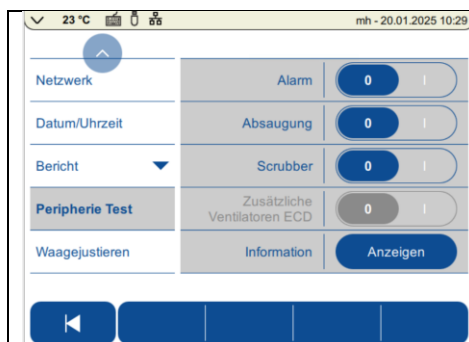 23 °C
mh - 20.01.2025 10:29
Netzwerk
Datum/Uhrzeit
Bericht
Peripherie Test
Waagejustieren
Alarm 0 I
Absaugung 0 I
Scrubber 0 I
Zusätzliche
Ventilatoren ECD 0 I
Information Anzeigen